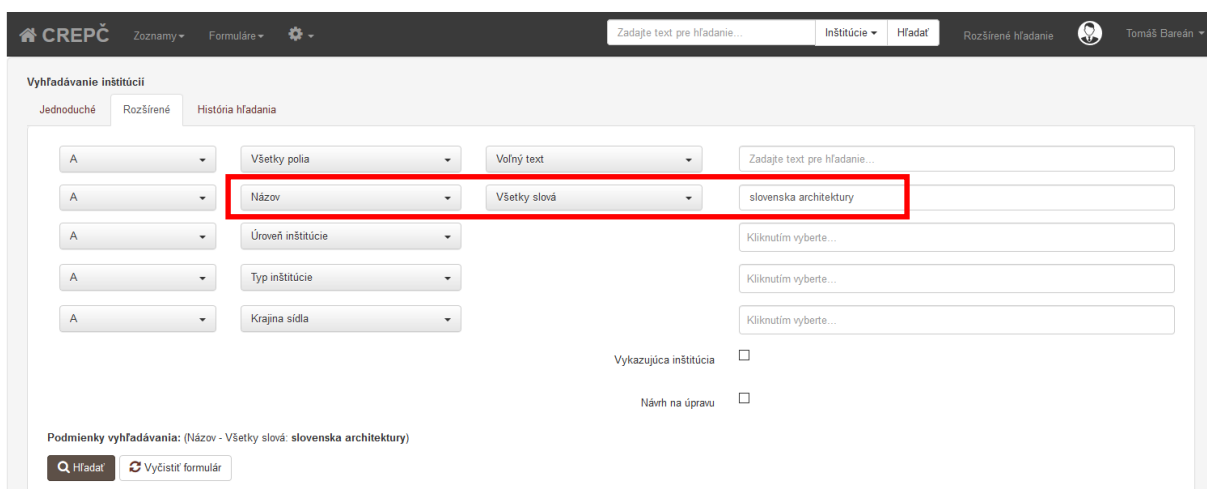 CREPČ Zoznamy Formuláre Zadajte text pre hľadanie... Inštitúcie Hľadať Rozšírené hľadanie Tomáš Bareán
Vyhľadávanie inštitúcií
Jednoduché Rozšírené História hľadania
A Všetky polia Voľný text Zadajte text pre hľadanie...
A Názov Všetky slová slovenska architektury
A Úroveň inštitúcie Kliknutím vyberte...
A Typ inštitúcie Kliknutím vyberte...
A Krajina sídla Kliknutím vyberte...
Vykazujúca inštitúcia
Návrh na úpravu
Podmienky vyhľadávania: (Názov - Všetky slová: slovenska architektury)
Hľadať Vyčistiť formulár